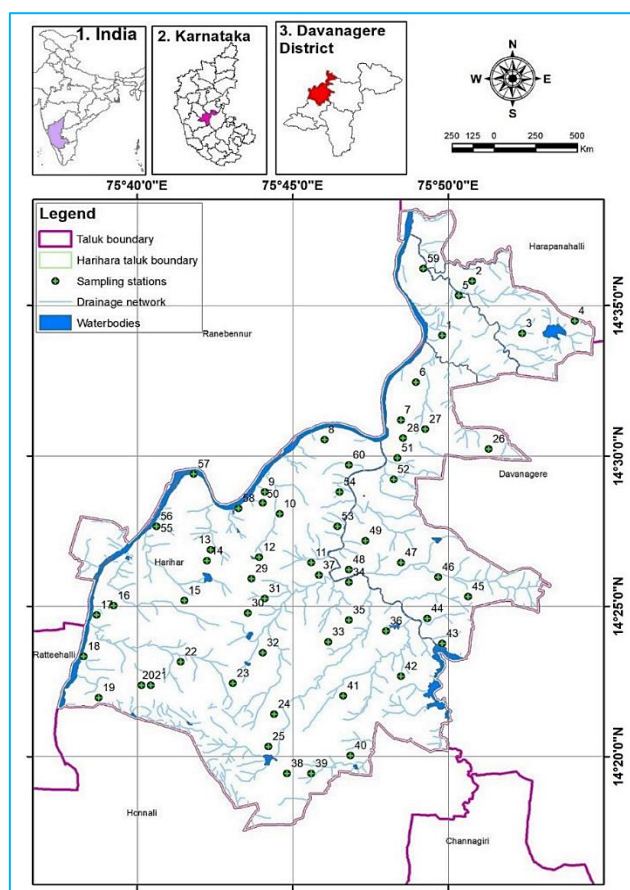 1. India
2. Karnataka
3. Davanagere
District
N
W
E
S
250 125 0 250 500
Km
75°40'0"E
75°45'0"E
75°50'0"E
Legend
Taluk boundary
Harihara taluk boundary
Sampling stations
Drainage network
Waterbodies
Harapanahalli
59
2
5
4
14°35'0"N
Ranebennur
1
3
6
7
27
28
8
26
14°30'0"N
51
60
Davanagere
57
52
9
54
50
58
10
56
55
53
49
13
14
12
Harihar
11
48
47
37
34
29
46
15
31
45
16
14°25'0"N
17
30
35
44
36
33
43
18
32
Ratteehalli
22
42
20 21
23
19
41
24
25
40
14°20'0"N
38
39
Honnali
Channagiri